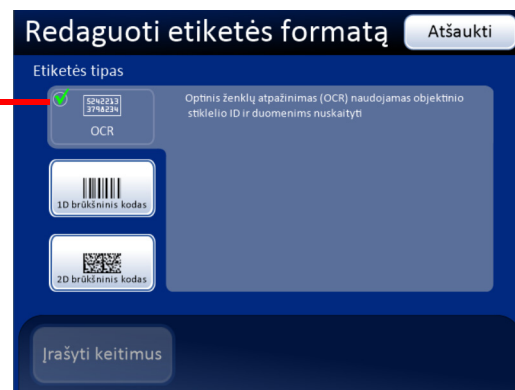 Redaguoti etiketės formatą
Atšaukti
Etiketės tipas
5242213
3798234
OCR
Optinis ženklų atpažinimas (OCR) naudojamas objektinio
stiklelio ID ir duomenims nuskaityti
1D brūkšninis kodas
2D brūkšninis kodas
Įrašyti keitimus